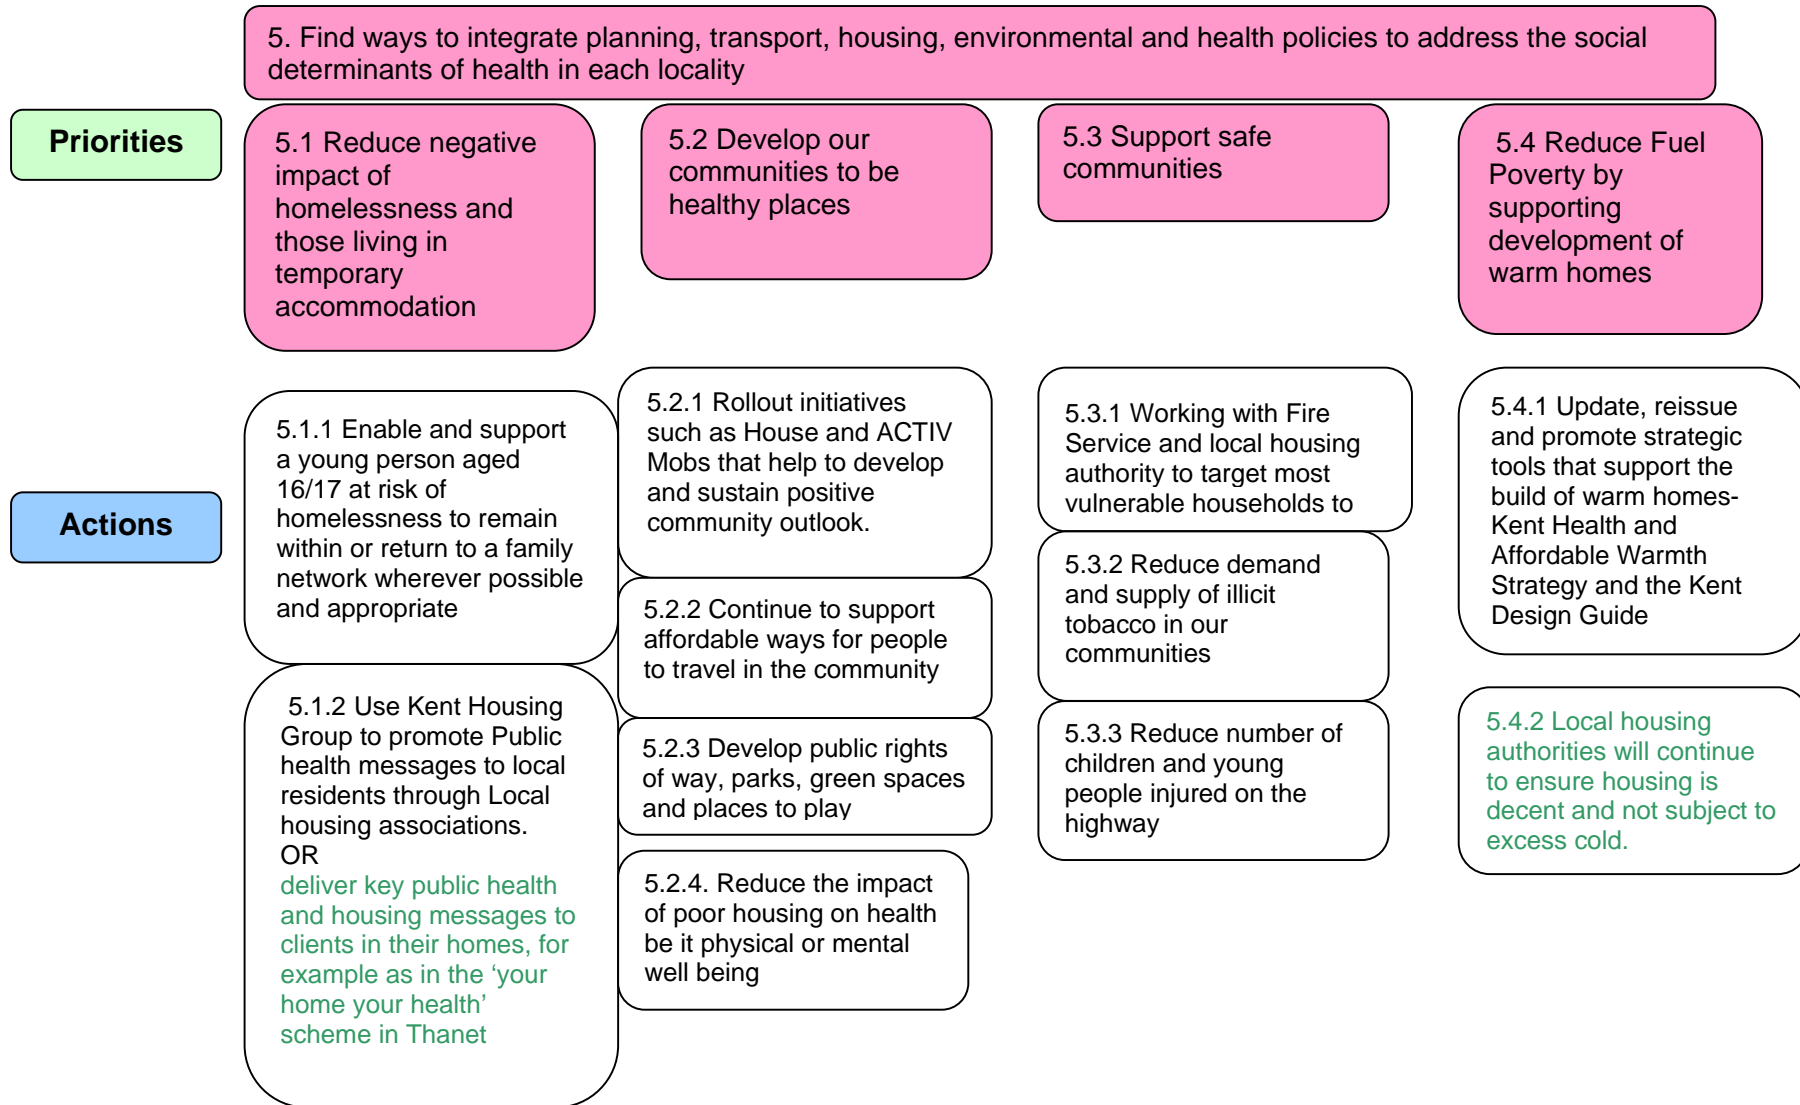 5. Find ways to integrate planning, transport, housing, environmental and health policies to address the social
determinants of health in each locality
Priorities
5.1 Reduce negative
impact of
homelessness and
those living in
temporary
accommodation
5.2 Develop our
communities to be
healthy places
5.3 Support safe
communities
5.4 Reduce Fuel
Poverty by
supporting
development of
warm homes
Actions
5.1.1 Enable and support
a young person aged
16/17 at risk of
homelessness to remain
within or return to a family
network wherever possible
and appropriate
5.1.2 Use Kent Housing
Group to promote Public
health messages to local
residents through Local
housing associations.
OR
deliver key public health
and housing messages to
clients in their homes, for
example as in the ‘your
home your health’
scheme in Thanet
5.2.1 Rollout initiatives
such as House and ACTIV
Mobs that help to develop
and sustain positive
community outlook.
5.2.2 Continue to support
affordable ways for people
to travel in the community
5.2.3 Develop public rights
of way, parks, green spaces
and places to play
5.2.4. Reduce the impact
of poor housing on health
be it physical or mental
well being
5.3.1 Working with Fire
Service and local housing
authority to target most
vulnerable households to
5.3.2 Reduce demand
and supply of illicit
tobacco in our
communities
5.3.3 Reduce number of
children and young
people injured on the
highway
5.4.1 Update, reissue
and promote strategic
tools that support the
build of warm homes-
Kent Health and
Affordable Warmth
Strategy and the Kent
Design Guide
5.4.2 Local housing
authorities will continue
to ensure housing is
decent and not subject to
excess cold.